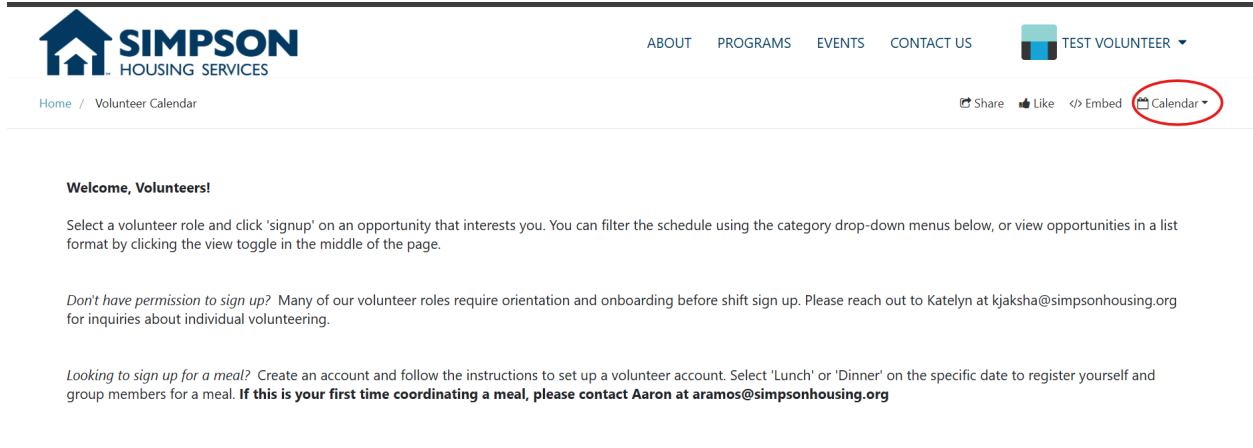 SIMPSON
HOUSING SERVICES
ABOUT PROGRAMS EVENTS CONTACT US TEST VOLUNTEER
Home / Volunteer Calendar
Share Like </> Embed Calendar
Welcome, Volunteers!
Select a volunteer role and click 'signup' on an opportunity that interests you. You can filter the schedule using the category drop-down menus below, or view opportunities in a list
format by clicking the view toggle in the middle of the page.
Don't have permission to sign up? Many of our volunteer roles require orientation and onboarding before shift sign up. Please reach out to Katelyn at kjaksha@simpsonhousing.org
for inquiries about individual volunteering.
Looking to sign up for a meal? Create an account and follow the instructions to set up a volunteer account. Select 'Lunch' or 'Dinner' on the specific date to register yourself and
group members for a meal. If this is your first time coordinating a meal, please contact Aaron at aramos@simpsonhousing.org